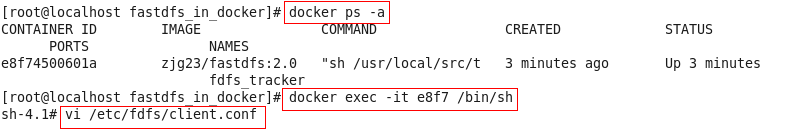 [root@localhost fastdfs_in_docker]# docker ps -a
CONTAINER ID IMAGE COMMAND CREATED STATUS
PORTS NAMES
e8f74500601a zjg23/fastdfs:2.0 "sh /usr/local/src/t 3 minutes ago Up 3 minutes
fdfs_tracker
[root@localhost fastdfs_in_docker]# docker exec -it e8f7 /bin/sh
sh-4.1# vi /etc/fdfs/client.conf